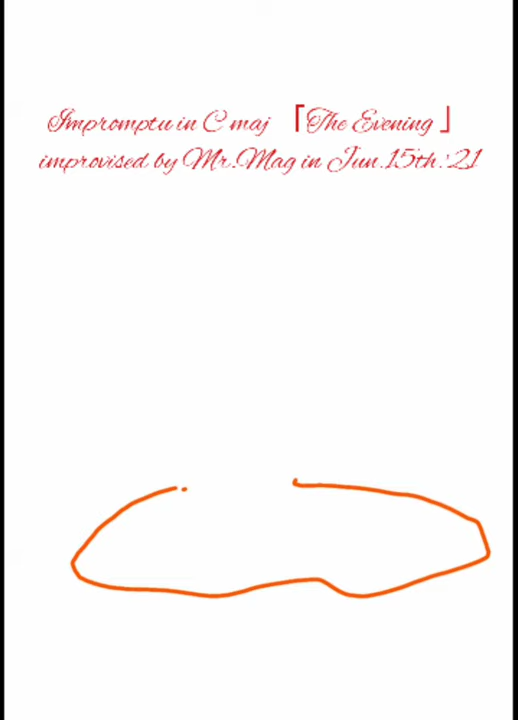 Impromptu in C maj 「The Evening」
improvised by Mr.Mag in Jun.15th.'21